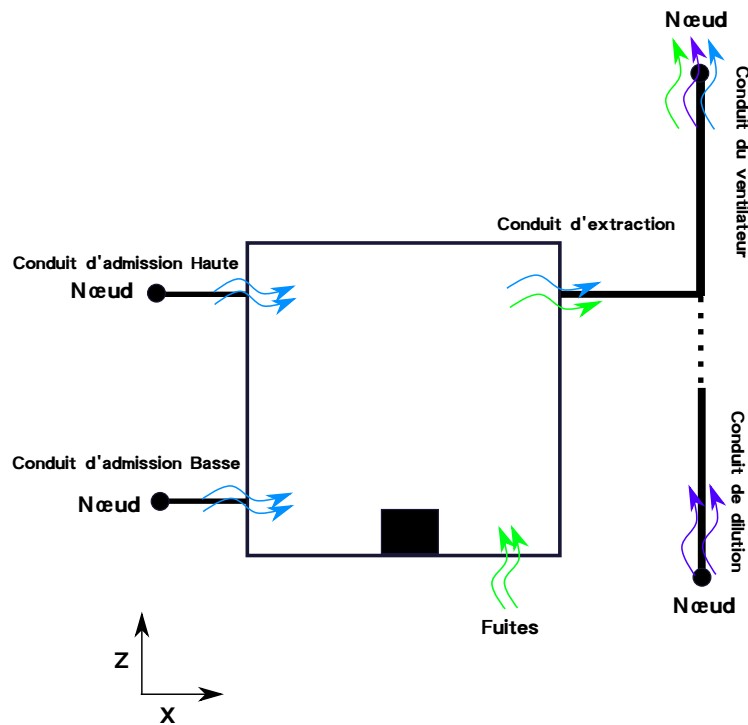 Nœud
Conduit du ventilateur
Conduit d'extraction
Conduit d'admission Haute
Nœud
Conduit d'admission Basse
Nœud
Conduit de dilution
Nœud
Fuites
Z
X